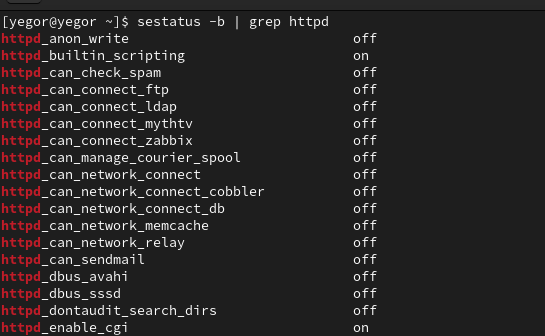 [yegor@yegor ~]$ sestatus -b | grep httpd
httpd_anon_write off
httpd_builtin_scripting on
httpd_can_check_spam off
httpd_can_connect_ftp off
httpd_can_connect_ldap off
httpd_can_connect_mythtv off
httpd_can_connect_zabbix off
httpd_can_manage_courier_spool off
httpd_can_network_connect off
httpd_can_network_connect_cobbler off
httpd_can_network_connect_db off
httpd_can_network_memcache off
httpd_can_network_relay off
httpd_can_sendmail off
httpd_dbus_avahi off
httpd_dbus_sssd off
httpd_dontaudit_search_dirs off
httpd_enable_cgi on